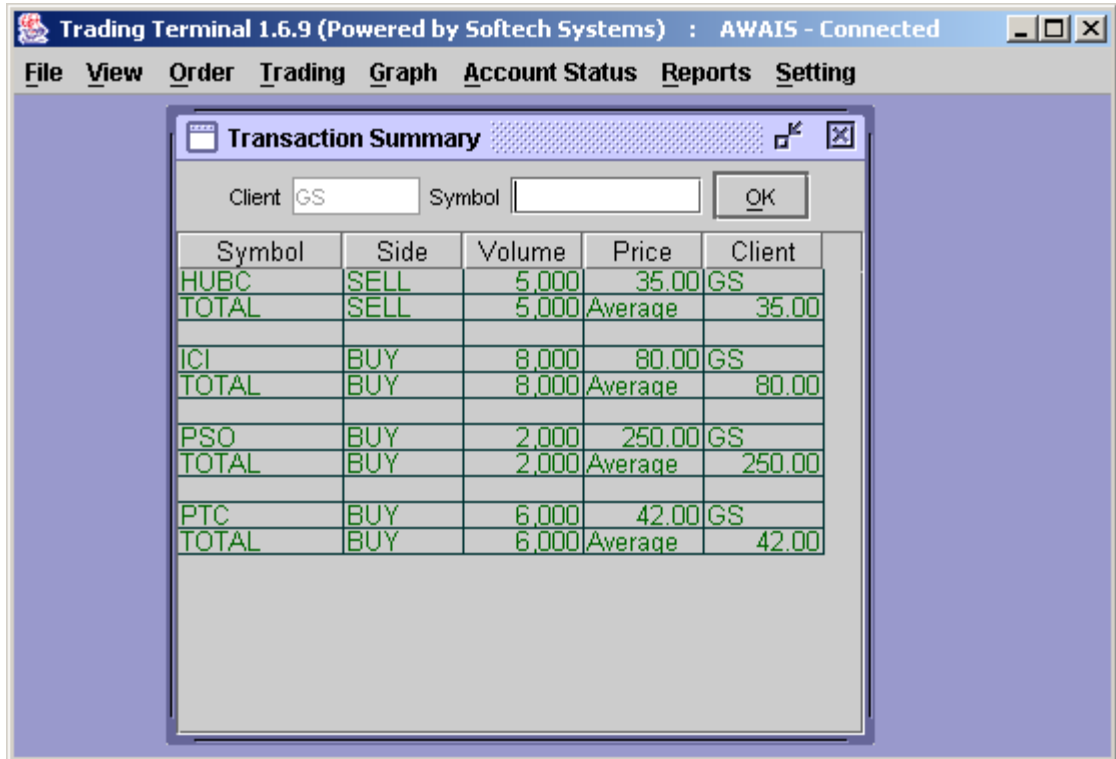 Trading Terminal 1.6.9 (Powered by Softech Systems) : AWAIS - Connected
File View Order Trading Graph Account Status Reports Setting
Transaction Summary
Client GS Symbol OK
Symbol Side Volume Price Client
HUBC SELL 5,000 35.00 GS
TOTAL SELL 5,000 Average 35.00
ICI BUY 8,000 80.00 GS
TOTAL BUY 8,000 Average 80.00
PSO BUY 2,000 250.00 GS
TOTAL BUY 2,000 Average 250.00
PTC BUY 6,000 42.00 GS
TOTAL BUY 6,000 Average 42.00